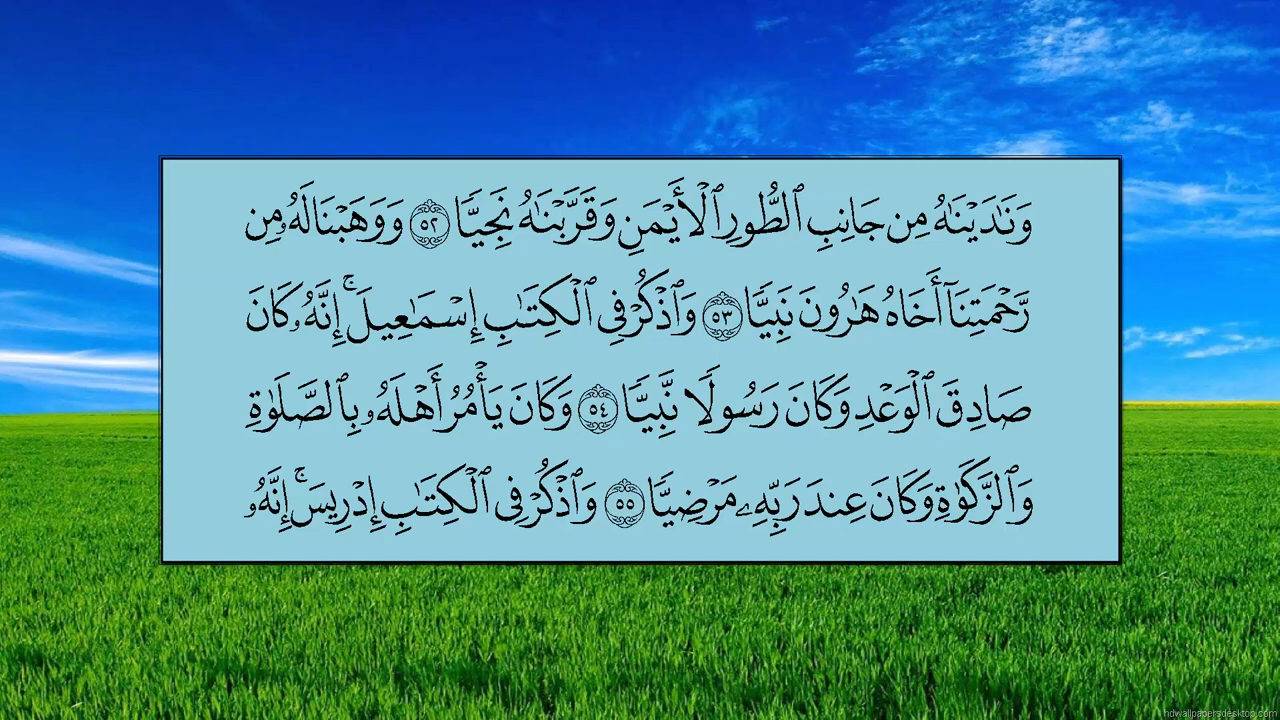 وَنَـٰدَيْنَـٰهُ مِن جَانِبِ ٱلطُّورِ ٱلْأَيْمَنِ وَقَرَّبْنَـٰهُ نَجِيًّا ٥٢ وَوَهَبْنَا لَهُۥ مِن
رَّحْمَتِنَآ أَخَاهُ هَـٰرُونَ نَبِيًّا ٥٣ وَٱذْكُرْ فِى ٱلْكِتَـٰبِ إِسْمَـٰعِيلَ ۚ إِنَّهُۥ كَانَ
صَادِقَ ٱلْوَعْدِ وَكَانَ رَسُولًا نَّبِيًّا ٥٤ وَكَانَ يَأْمُرُ أَهْلَهُۥ بِٱلصَّلَوٰةِ
وَٱلزَّكَوٰةِ وَكَانَ عِندَ رَبِّهِۦ مَرْضِيًّا ٥٥ وَٱذْكُرْ فِى ٱلْكِتَـٰبِ إِدْرِيسَ ۚ إِنَّهُۥ
hdwallpapersdesktop.com